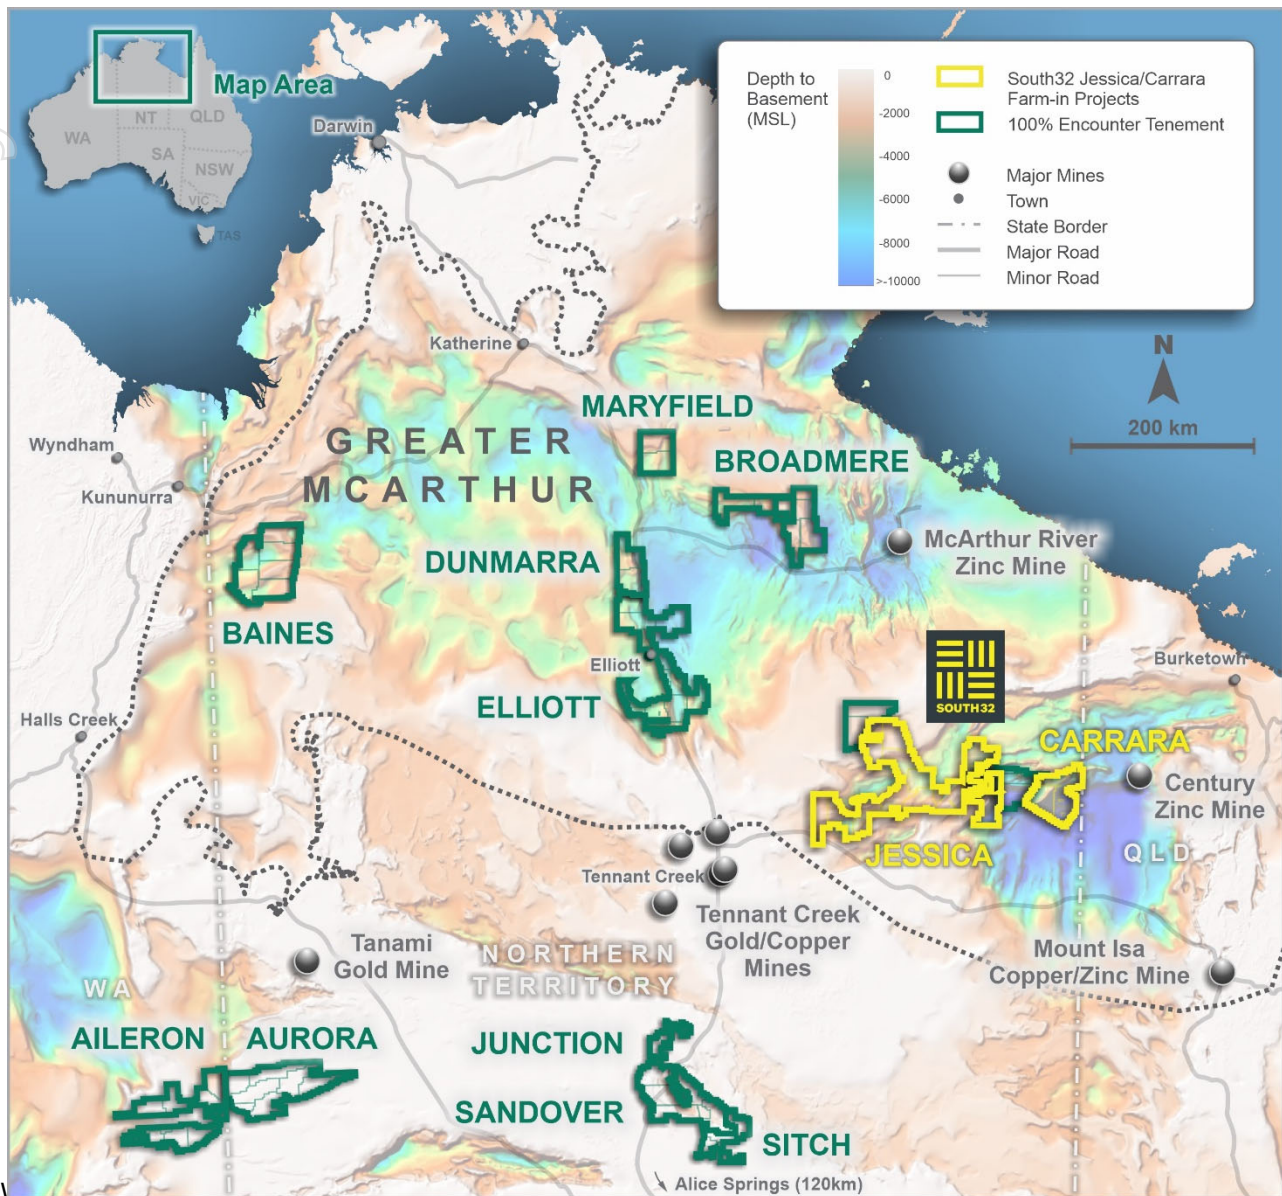 Map Area
WA
NT
QLD
SA
NSW
VIC
TAS
Darwin
Depth to
Basement
(MSL)
0
-2000
-4000
-6000
-8000
>-10000
South32 Jessica/Carrara
Farm-in Projects
100% Encounter Tenement
Major Mines
Town
State Border
Major Road
Minor Road
N
200 km
Katherine
Wyndham
Kununurra
GREATER
MCARTHUR
MARYFIELD
BROADMERE
McArthur River
Zinc Mine
DUNMARRA
BAINES
Elliott
ELLIOTT
SOUTH32
Burketown
Halls Creek
CARRARA
Century
Zinc Mine
JESSICA
QLD
Tennant Creek
Tennant Creek
Gold/Copper
Mines
Tanami
Gold Mine
NORTHERN
TERRITORY
Mount Isa
Copper/Zinc Mine
WA
AILERON
AURORA
JUNCTION
SANDOVER
SITCH
Alice Springs (120km)